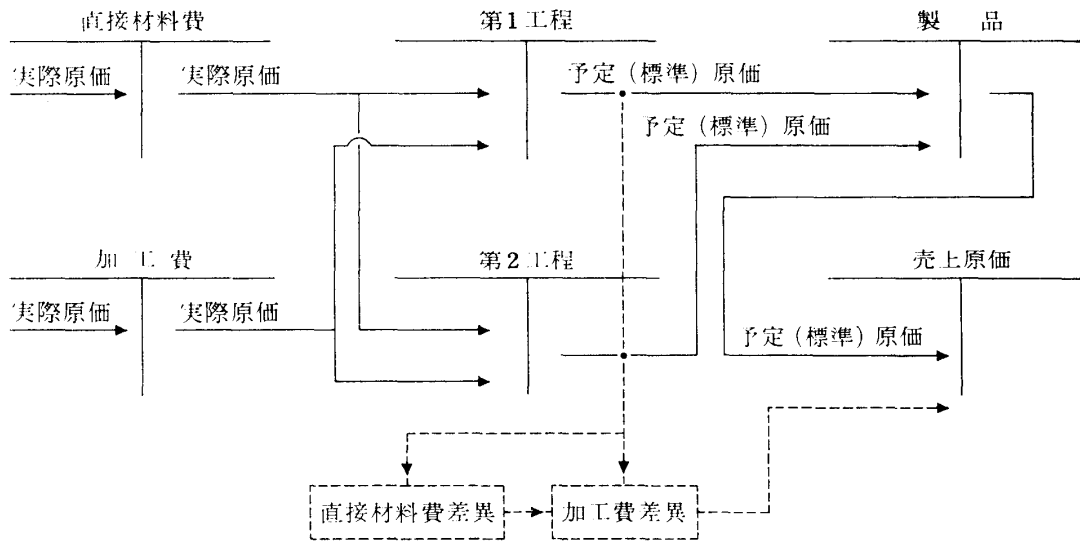 直接材料費
第1工程
製品
実際原価
実際原価
予定(標準)原価
予定(標準)原価
加工費
第2工程
売上原価
実際原価
実際原価
予定(標準)原価
直接材料費差異
加工費差異